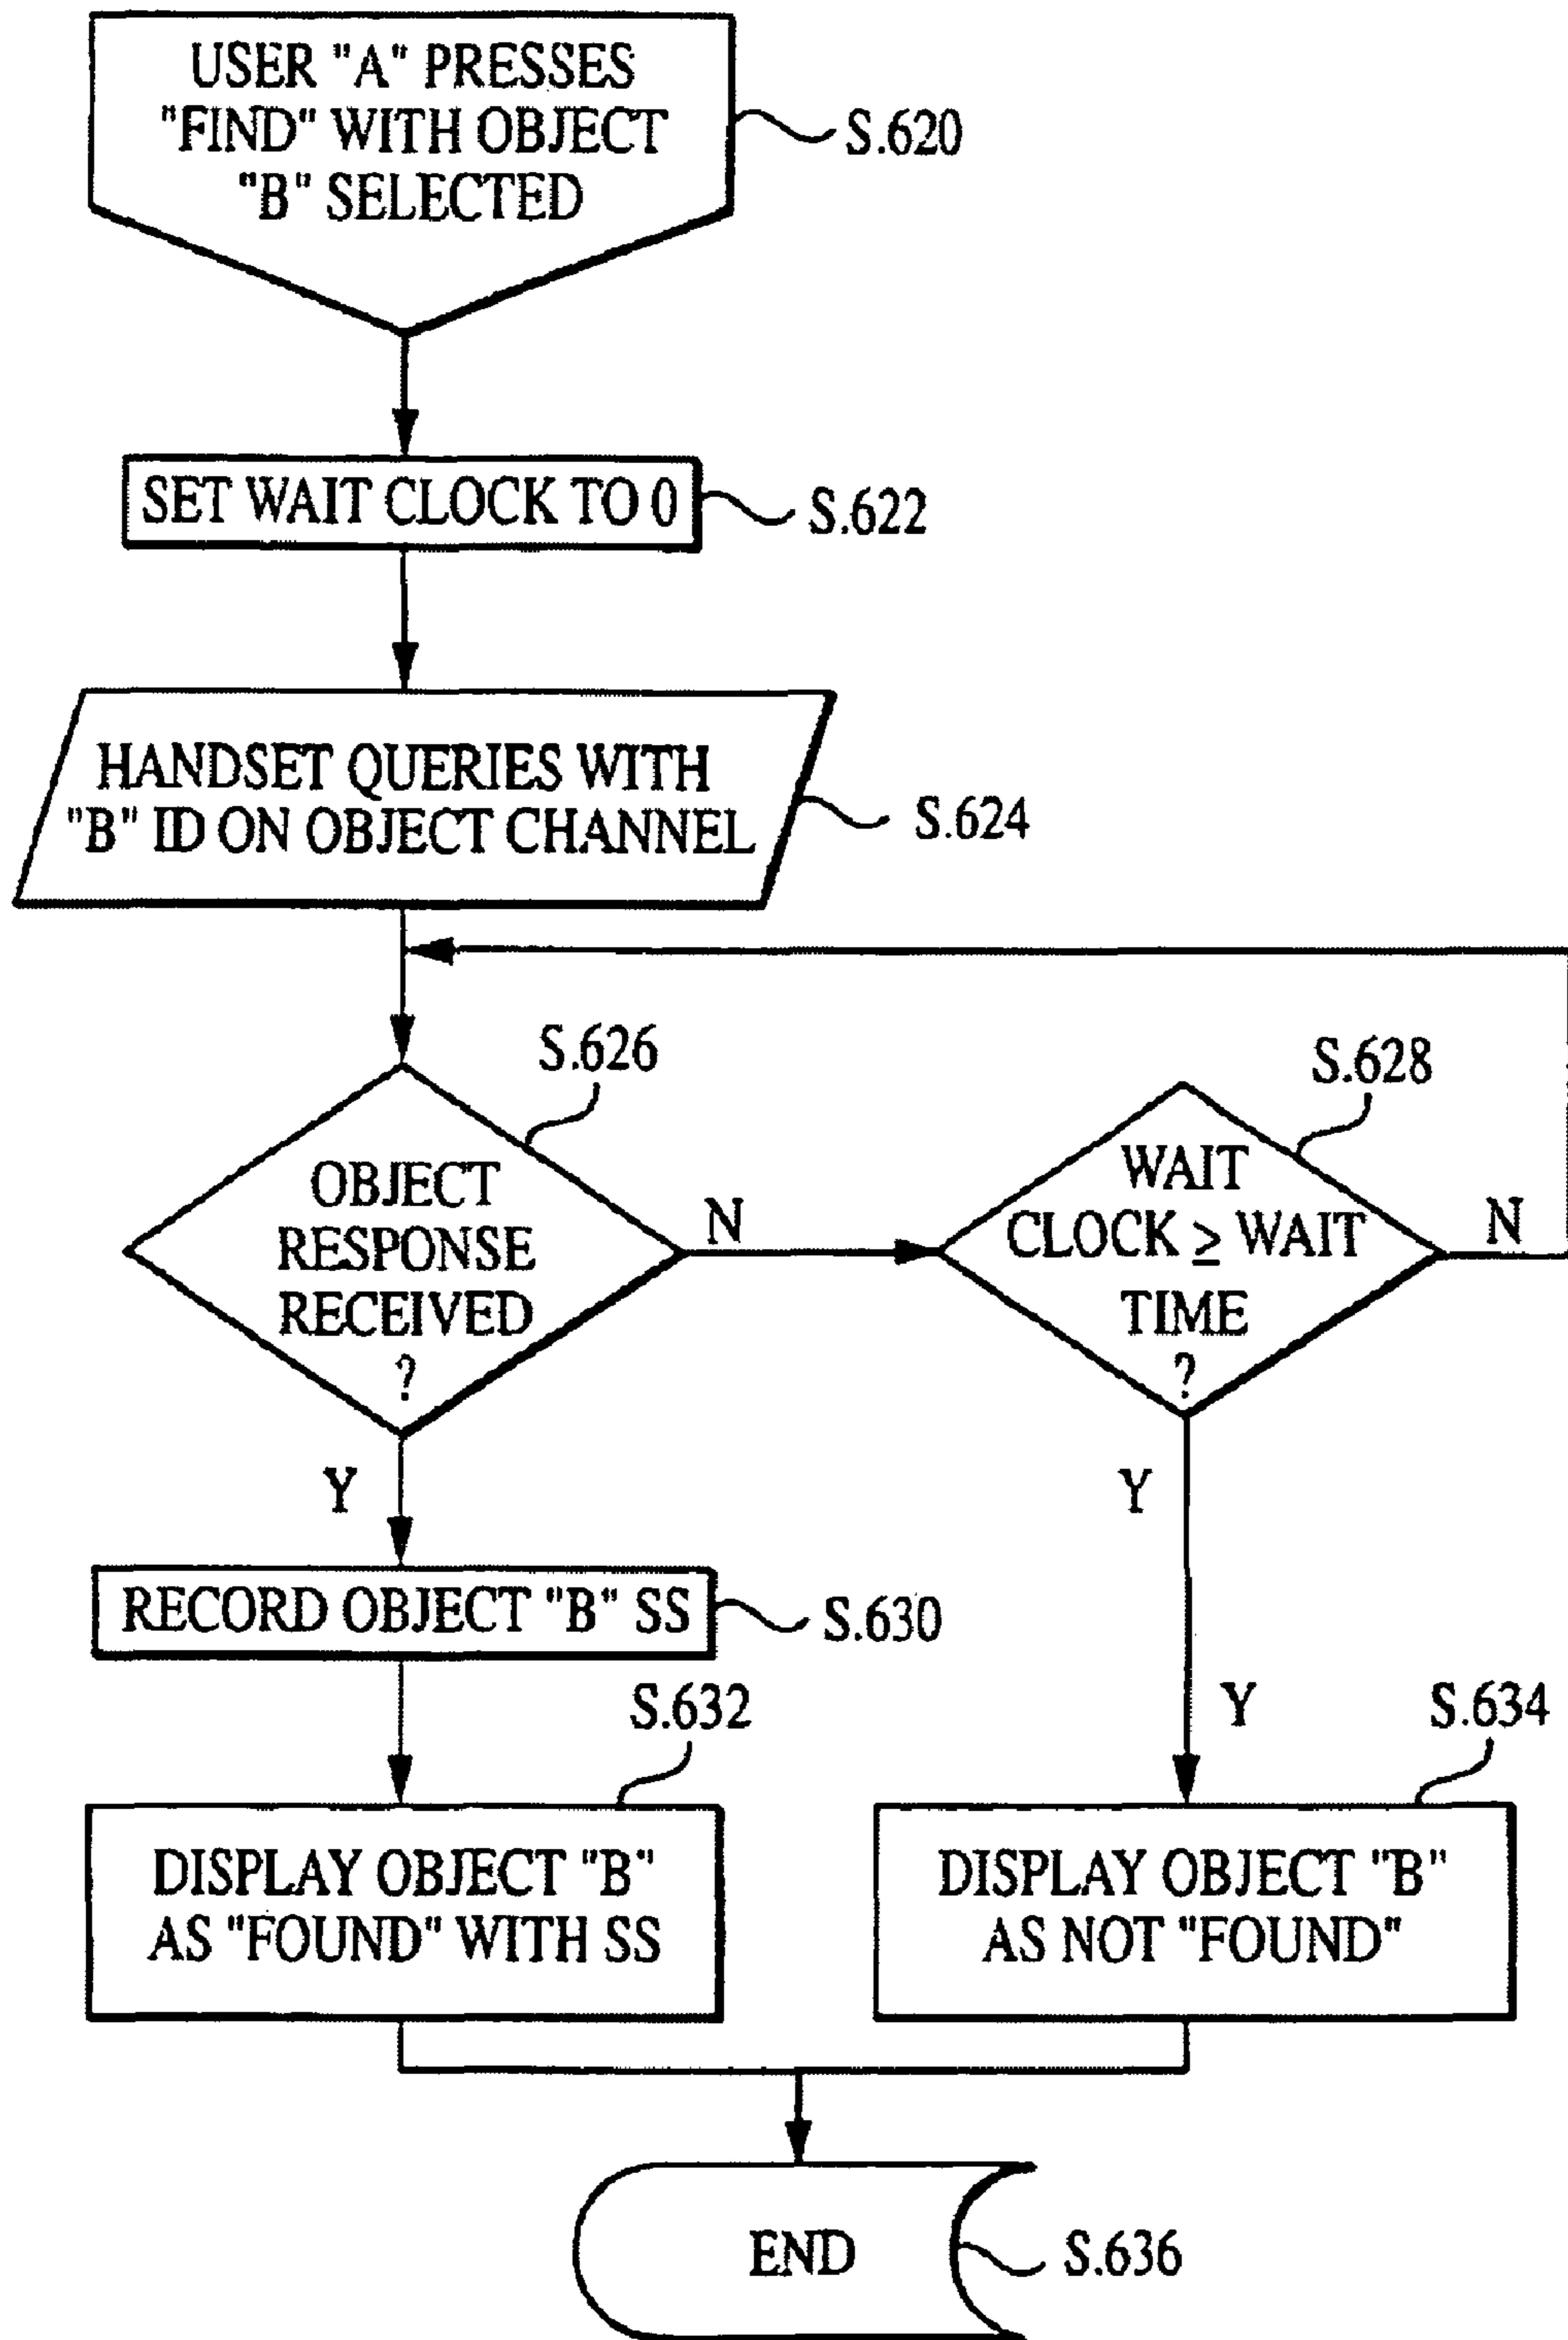 USER "A" PRESSES
"FIND" WITH OBJECT
"B" SELECTED
S.620
SET WAIT CLOCK TO 0
S.622
HANDSET QUERIES WITH
"B" ID ON OBJECT CHANNEL
S.624
S.626
OBJECT
RESPONSE
RECEIVED
?
N
Y
S.628
WAIT
CLOCK ≥ WAIT
TIME
?
N
Y
RECORD OBJECT "B" SS
S.630
S.632
DISPLAY OBJECT "B"
AS "FOUND" WITH SS
Y
S.634
DISPLAY OBJECT "B"
AS NOT "FOUND"
END
S.636